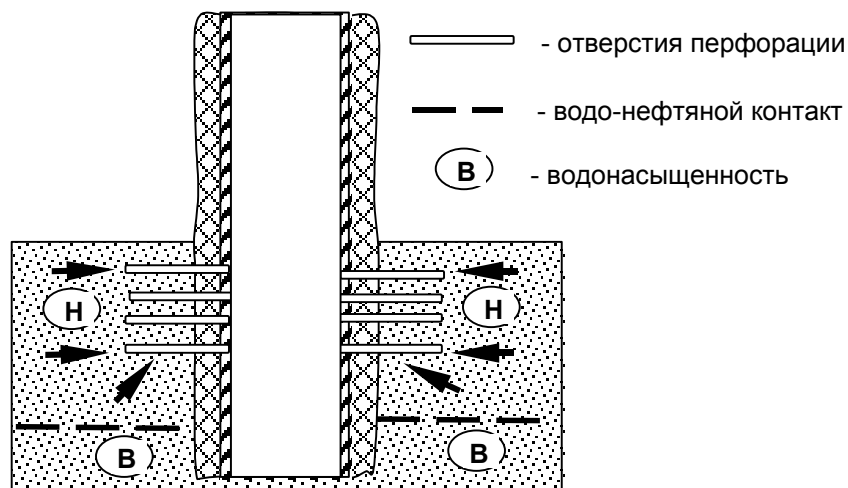 - отверстия перфорации
- водо-нефтяной контакт
В - водонасыщенность
Н Н
В В